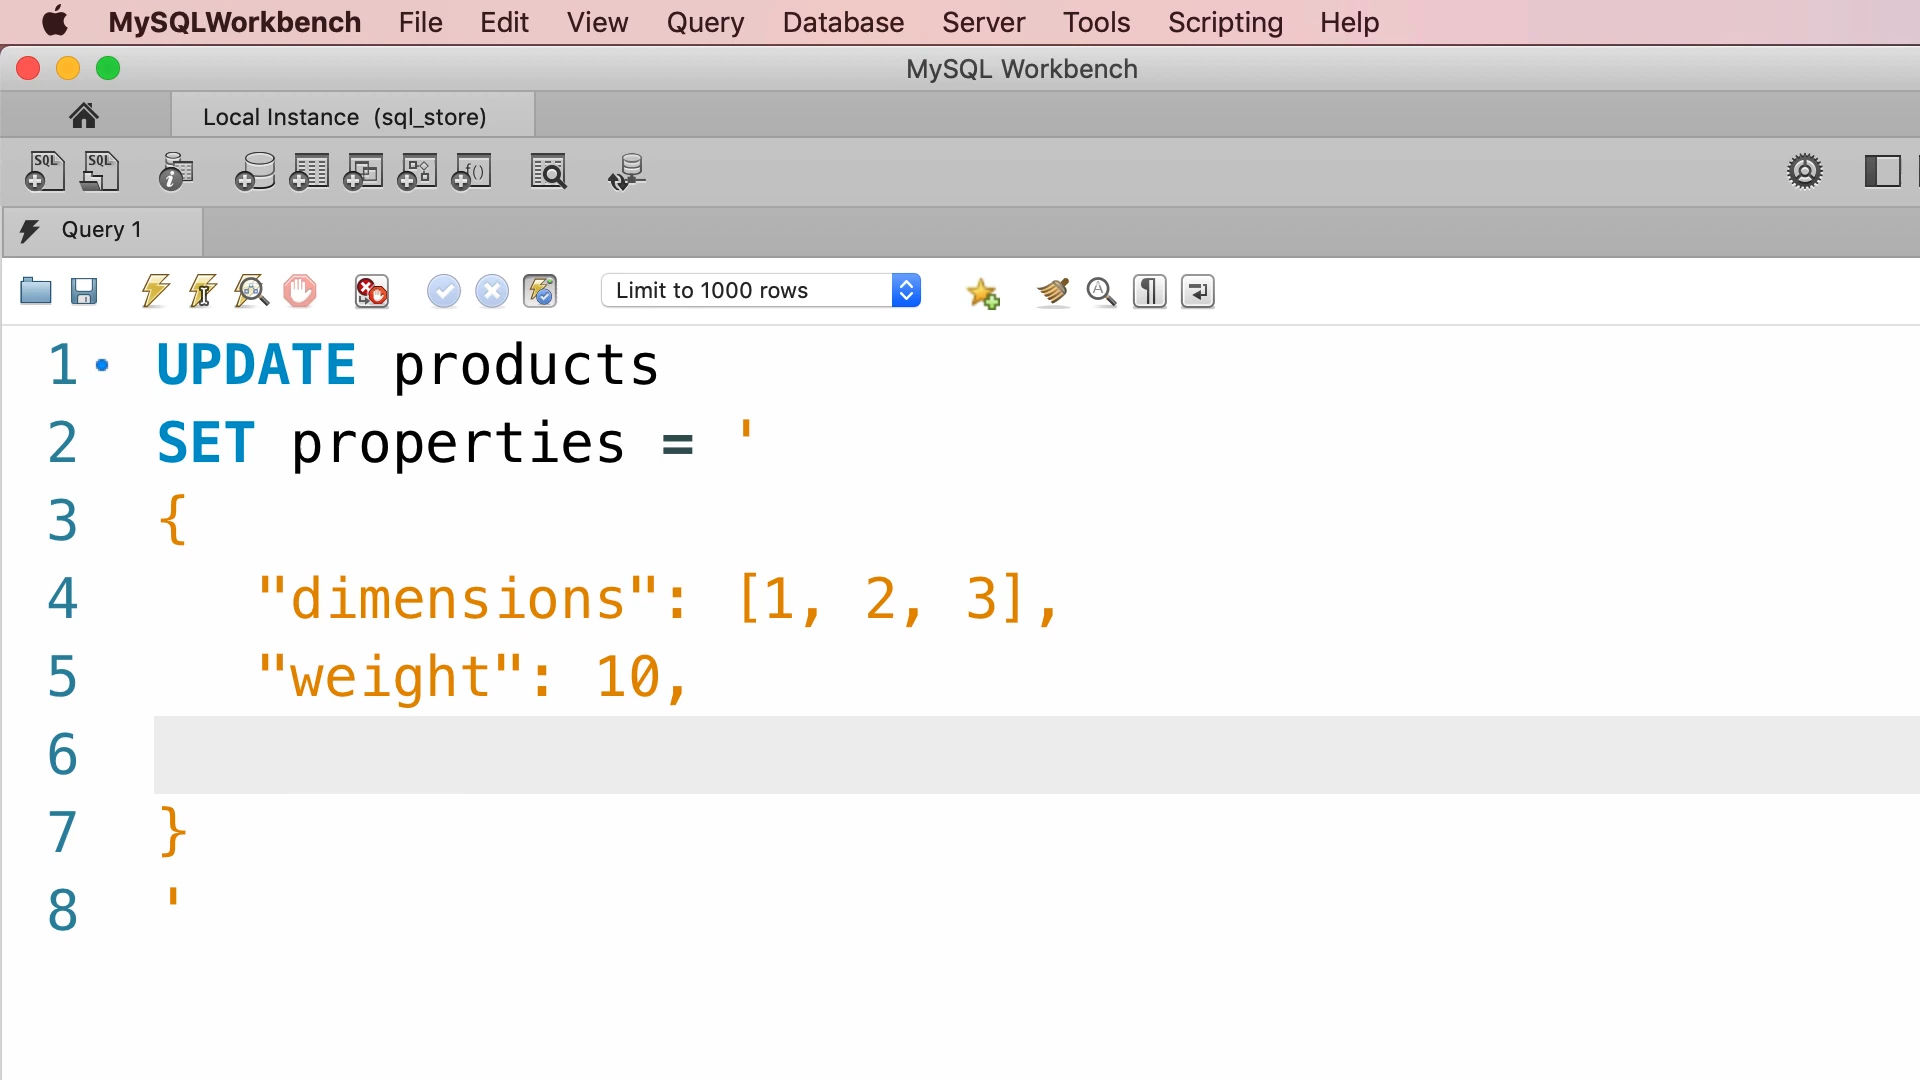 MySQLWorkbench File Edit View Query Database Server Tools Scripting Help
MySQL Workbench
Local Instance (sql_store)
SQL SQL f()
Query 1
Limit to 1000 rows
1 UPDATE products
2 SET properties = '
3 {
4 "dimensions": [1, 2, 3],
5 "weight": 10,
6
7 }
8 '